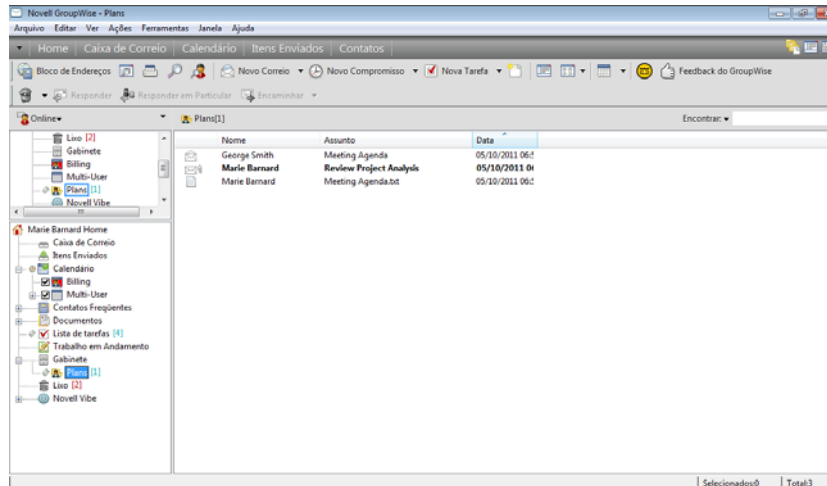 Novell GroupWise - Plans
Arquivo Editar Ver Ações Ferramentas Janela Ajuda
Home Caixa de Correio Calendário Itens Enviados Contatos
Bloco de Endereços Novo Correio Novo Compromisso Nova Tarefa Feedback do GroupWise
Responder Responder em Particular Encaminhar
Online Plans[1] Encontrar:
Lixo [2]
Gabinete
Billing
Multi-User
Plans [1]
Novell Vibe
Nome Assunto Data
George Smith Meeting Agenda 05/10/2011 06:5
Marie Barnard Review Project Analysis 05/10/2011 06
Marie Barnard Meeting Agenda.txt 05/10/2011 06:5
Marie Barnard Home
Caixa de Correio
Itens Enviados
Calendário
Billing
Multi-User
Contatos Freqüentes
Documentos
Lista de tarefas [4]
Trabalho em Andamento
Gabinete
Plans [1]
Lixo [2]
Novell Vibe
Selecionados:0 Total:3